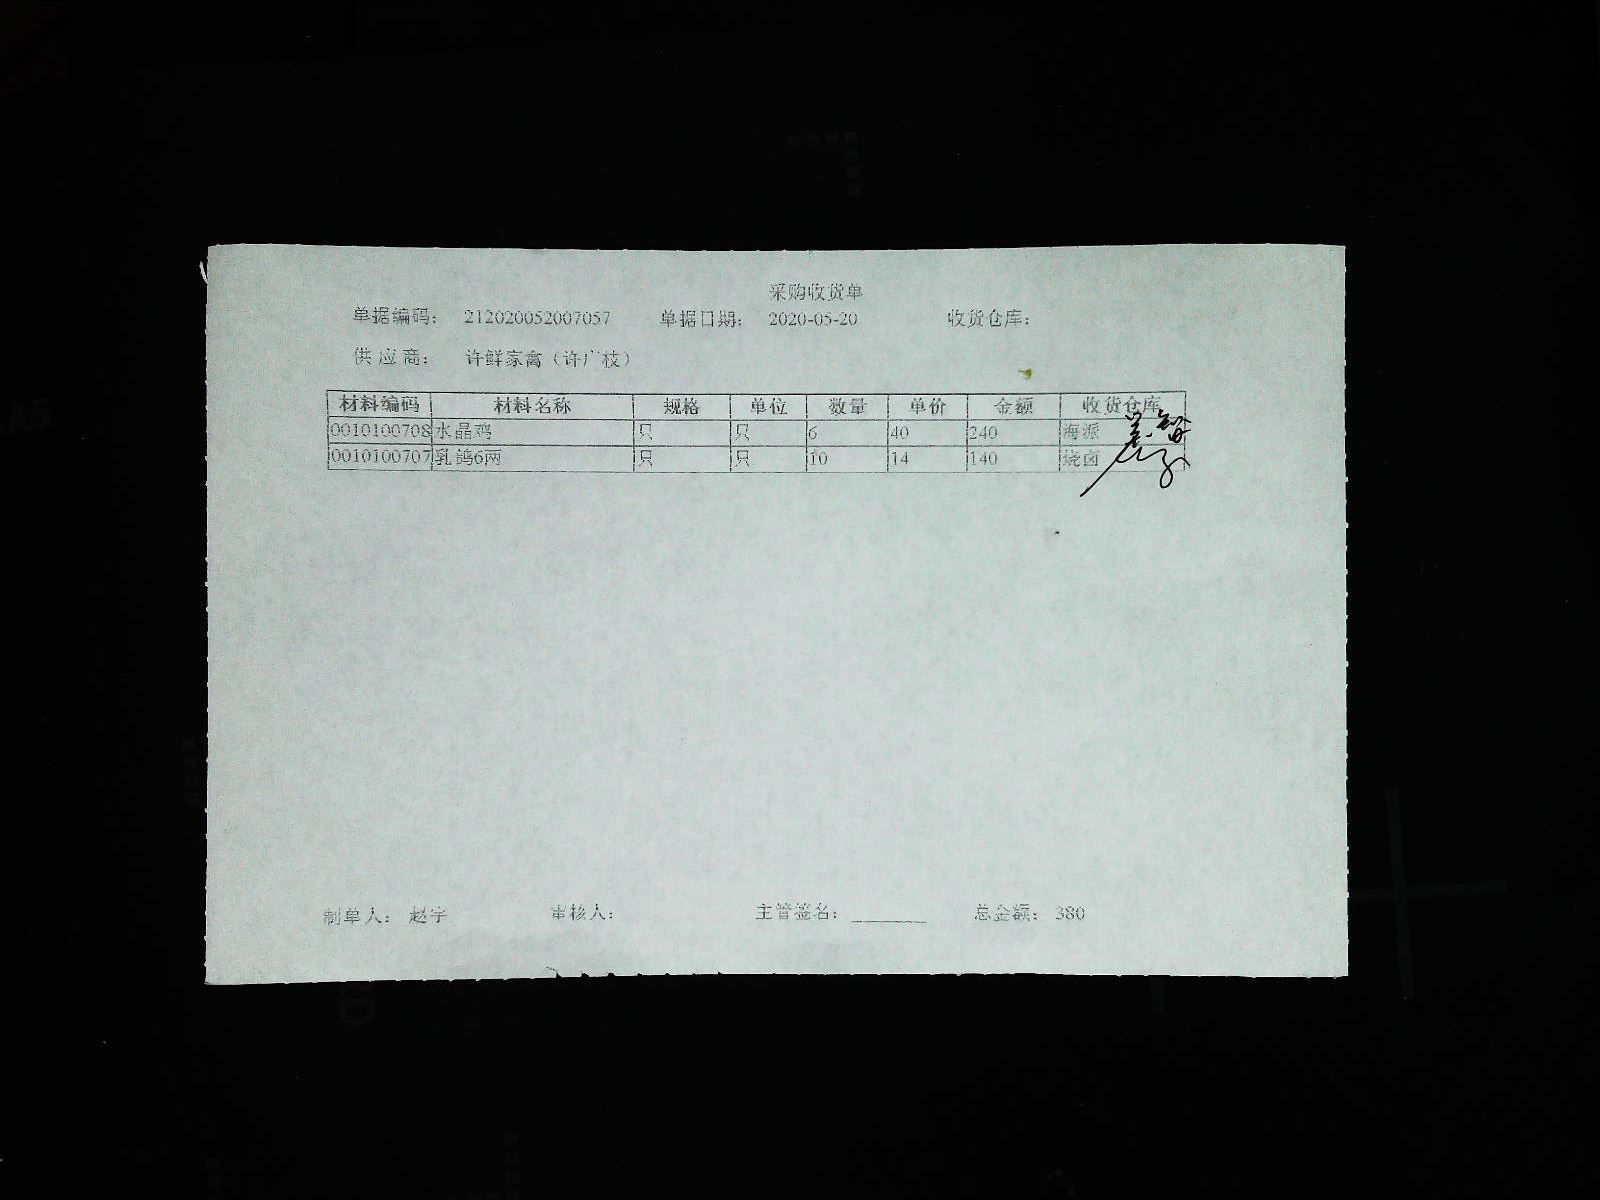 采购收货单
单据编码： 212020052007057 单据日期： 2020-05-20 收货仓库：
供应商： 许鲜家禽（许广枝）
材料编码 材料名称 规格 单位 数量 单价 金额 收货仓库
0010100708 水晶鸡 只 只 6 40 240 海派
0010100707 乳鸽6两 只 只 10 14 140 烧卤
制单人： 赵宇 审核人： 主管签名： 总金额： 380